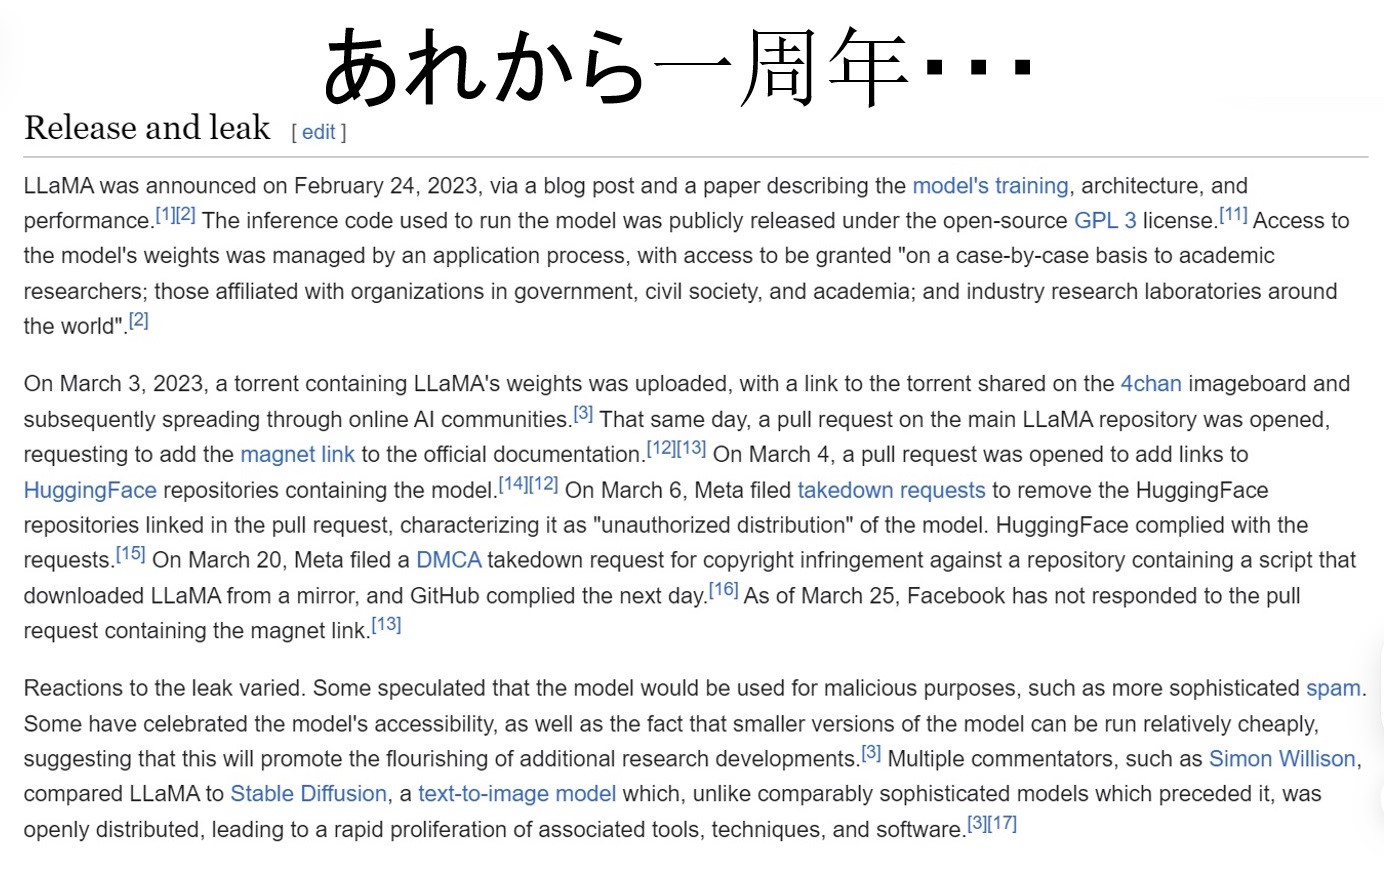 あれから一周年・・・
Release and leak [ edit ]
LLaMA was announced on February 24, 2023, via a blog post and a paper describing the model's training, architecture, and
performance.[1][2] The inference code used to run the model was publicly released under the open-source GPL 3 license.[11] Access to
the model's weights was managed by an application process, with access to be granted "on a case-by-case basis to academic
researchers; those affiliated with organizations in government, civil society, and academia; and industry research laboratories around
the world".[2]
On March 3, 2023, a torrent containing LLaMA's weights was uploaded, with a link to the torrent shared on the 4chan imageboard and
subsequently spreading through online AI communities.[3] That same day, a pull request on the main LLaMA repository was opened,
requesting to add the magnet link to the official documentation.[12][13] On March 4, a pull request was opened to add links to
HuggingFace repositories containing the model.[14][12] On March 6, Meta filed takedown requests to remove the HuggingFace
repositories linked in the pull request, characterizing it as "unauthorized distribution" of the model. HuggingFace complied with the
requests.[15] On March 20, Meta filed a DMCA takedown request for copyright infringement against a repository containing a script that
downloaded LLaMA from a mirror, and GitHub complied the next day.[16] As of March 25, Facebook has not responded to the pull
request containing the magnet link.[13]
Reactions to the leak varied. Some speculated that the model would be used for malicious purposes, such as more sophisticated spam.
Some have celebrated the model's accessibility, as well as the fact that smaller versions of the model can be run relatively cheaply,
suggesting that this will promote the flourishing of additional research developments.[3] Multiple commentators, such as Simon Willison,
compared LLaMA to Stable Diffusion, a text-to-image model which, unlike comparably sophisticated models which preceded it, was
openly distributed, leading to a rapid proliferation of associated tools, techniques, and software.[3][17]